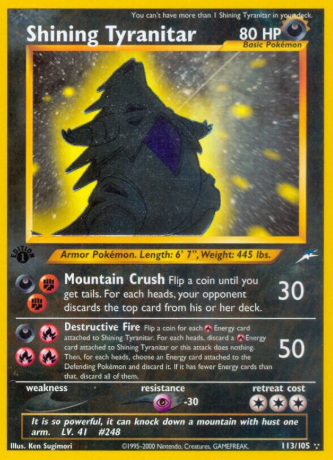 You can't have more than 1 Shining Tyranitar in your deck.
Shining Tyranitar 80 HP
Basic Pokémon
EDITION
1
Armor Pokémon. Length: 6' 7", Weight: 445 lbs.
Mountain Crush Flip a coin until you
get tails. For each heads, your opponent
discards the top card from his or her deck.
30
Destructive Fire Flip a coin for each Energy card
attached to Shining Tyranitar. For each heads, discard a Energy
card attached to Shining Tyranitar or this attack does nothing.
Then, for each heads, choose an Energy card attached to the
Defending Pokémon and discard it. If it has fewer Energy cards than
that, discard all of them.
50
weakness resistance retreat cost
-30
It is so powerful, it can knock down a mountain with hust one
arm. LV. 41 #248
Illus. Ken Sugimori ©1995-2000 Nintendo, Creatures, GAMEFREAK. 113/105